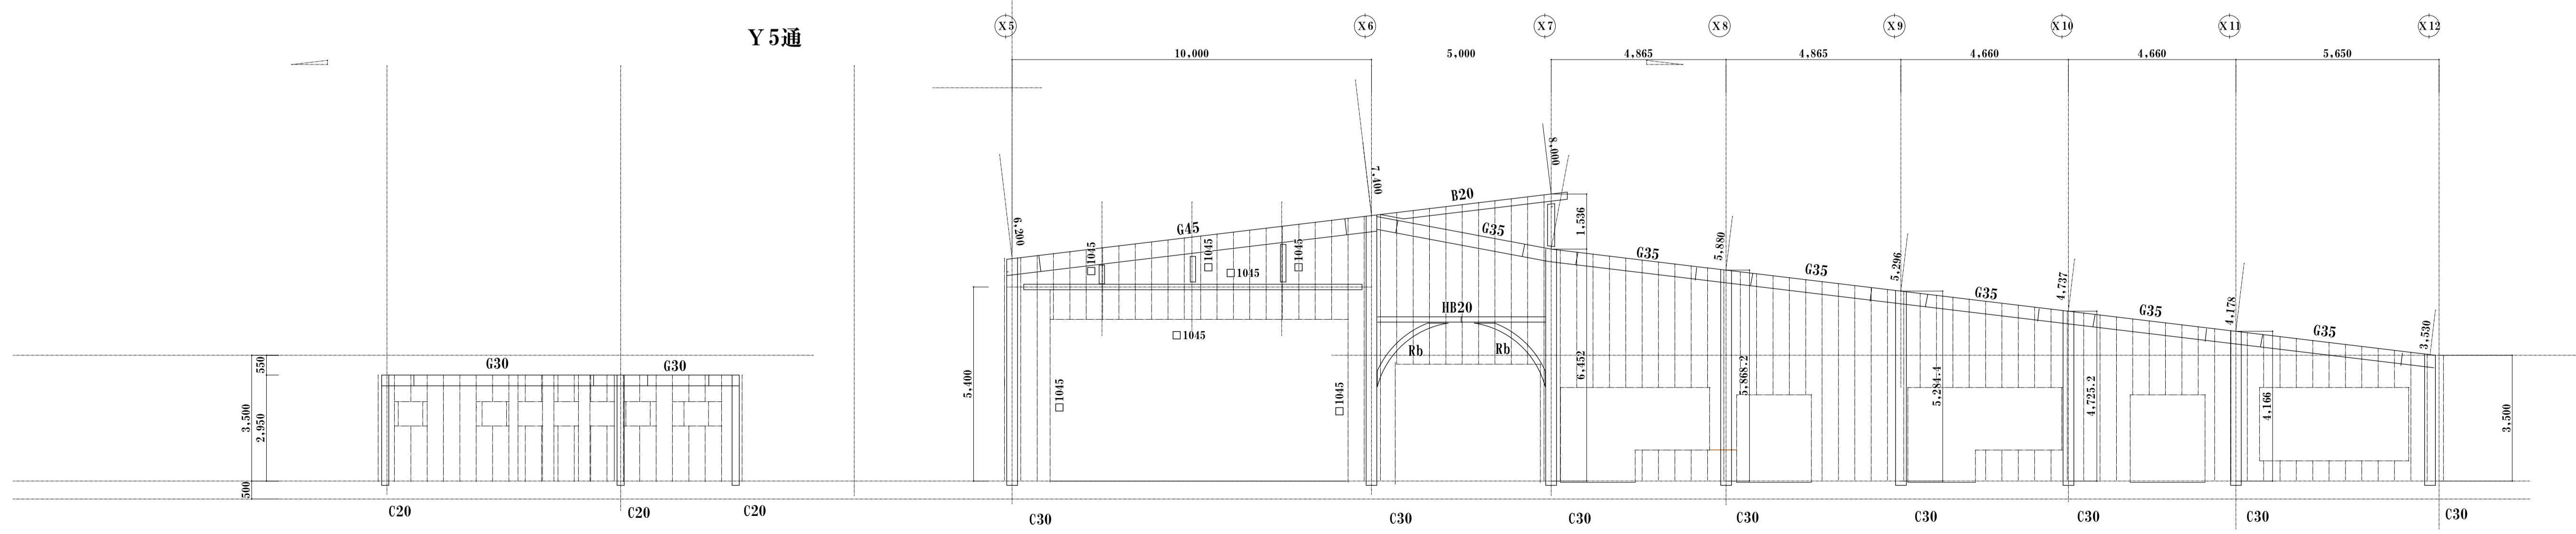 Y 5通
X5 X6 X7 X8 X9 X10 X11 X12
10,000 5,000 4,865 4,865 4,660 4,660 5,650
8,000
7,400
6,200
B20
G45
G35
1,536
5,880
G35
G35
5,296
G35
4,737
G35
4,178
G35
3,530
□1045
□1045
□1045
□1045
□1045
□1045
□1045
HB20
Rb
Rb
5,400
6,452
5,868.2
5,284.4
4,725.2
4,166
3,500
G30
G30
550
3,500
2,950
500
C20
C20
C20
C30
C30
C30
C30
C30
C30
C30
C30